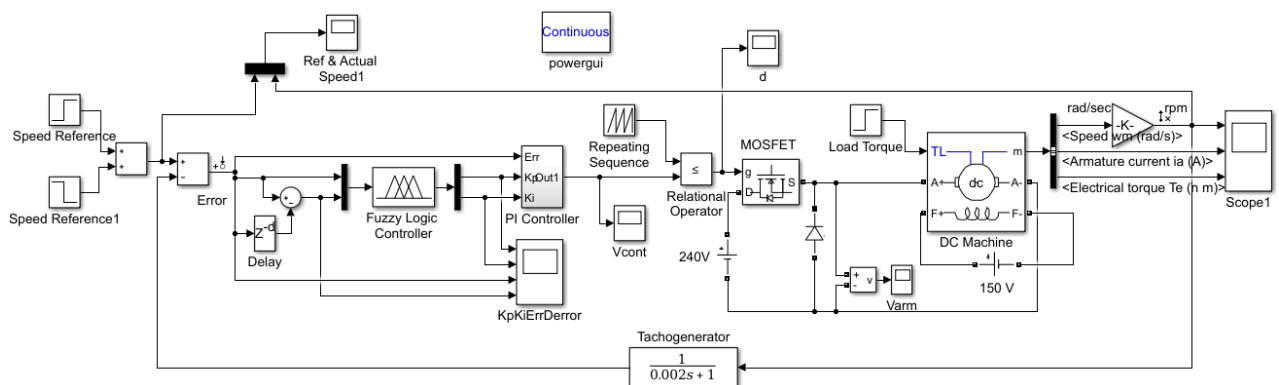 Continuous
powergui
Ref & Actual
Speed1
d
Speed Reference
+
+
Speed Reference1
+
-
Error
+
-
Z-d
Delay
Fuzzy Logic
Controller
Err
Kp
Ki
Out1
PI Controller
Vcont
KpKiErrDerror
Repeating
Sequence
≤
Relational
Operator
MOSFET
g
D
S
240V
+
Load Torque
TL
m
A+
dc
A-
F+
F-
DC Machine
+
150 V
+
-
v
Varm
rad/sec
-K-
rpm
<Speed wm (rad/s)>
<Armature current ia (A)>
<Electrical torque Te (n m)>
Scope1
Tachogenerator
1
0.002s + 1